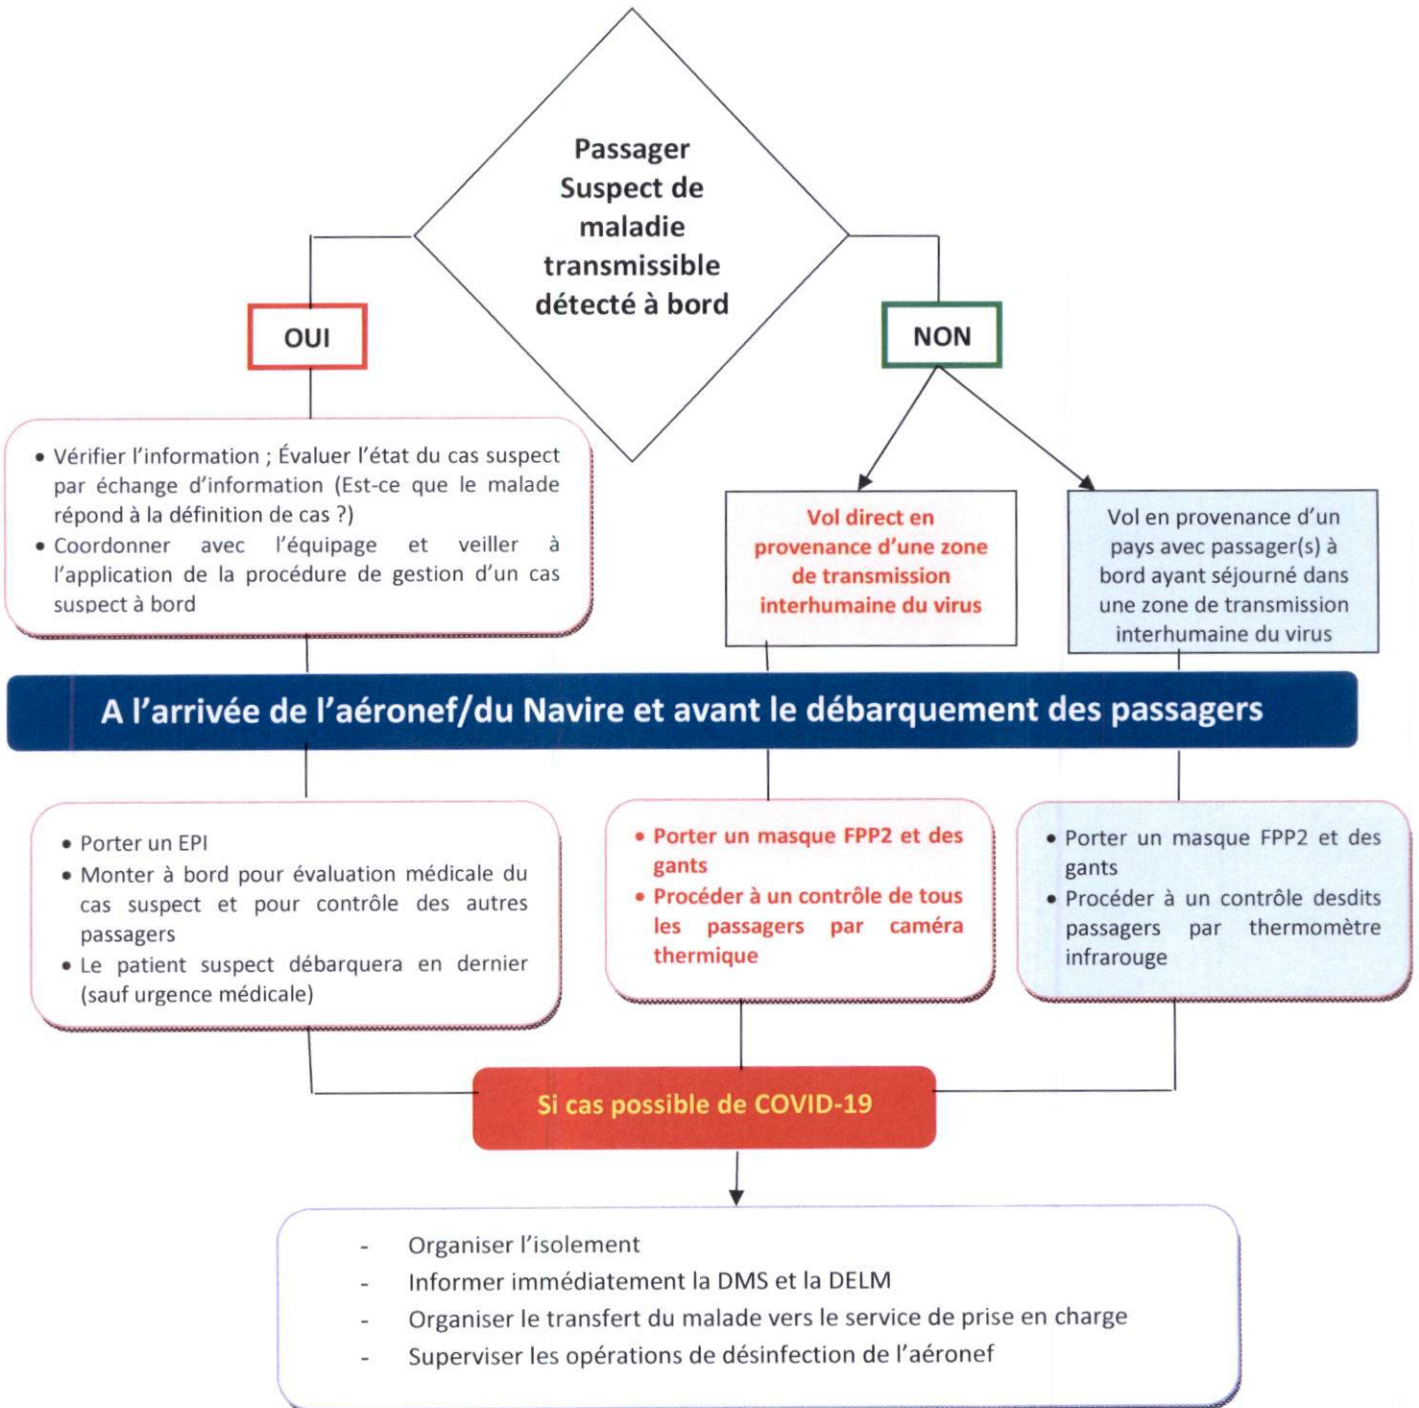 Passager
Suspect de
maladie
transmissible
détecté à bord
OUI
NON
• Vérifier l’information ; Évaluer l’état du cas suspect
par échange d’information (Est-ce que le malade
répond à la définition de cas ?)
• Coordonner avec l’équipage et veiller à
l’application de la procédure de gestion d’un cas
suspect à bord
Vol direct en
provenance d’une zone
de transmission
interhumaine du virus
Vol en provenance d’un
pays avec passager(s) à
bord ayant séjourné dans
une zone de transmission
interhumaine du virus
A l’arrivée de l’aéronef/du Navire et avant le débarquement des passagers
• Porter un EPI
• Monter à bord pour évaluation médicale du
cas suspect et pour contrôle des autres
passagers
• Le patient suspect débarquera en dernier
(sauf urgence médicale)
• Porter un masque FPP2 et des
gants
• Procéder à un contrôle de tous
les passagers par caméra
thermique
• Porter un masque FPP2 et des
gants
• Procéder à un contrôle desdits
passagers par thermomètre
infrarouge
Si cas possible de COVID-19
- Organiser l’isolement
- Informer immédiatement la DMS et la DELM
- Organiser le transfert du malade vers le service de prise en charge
- Superviser les opérations de désinfection de l’aéronef